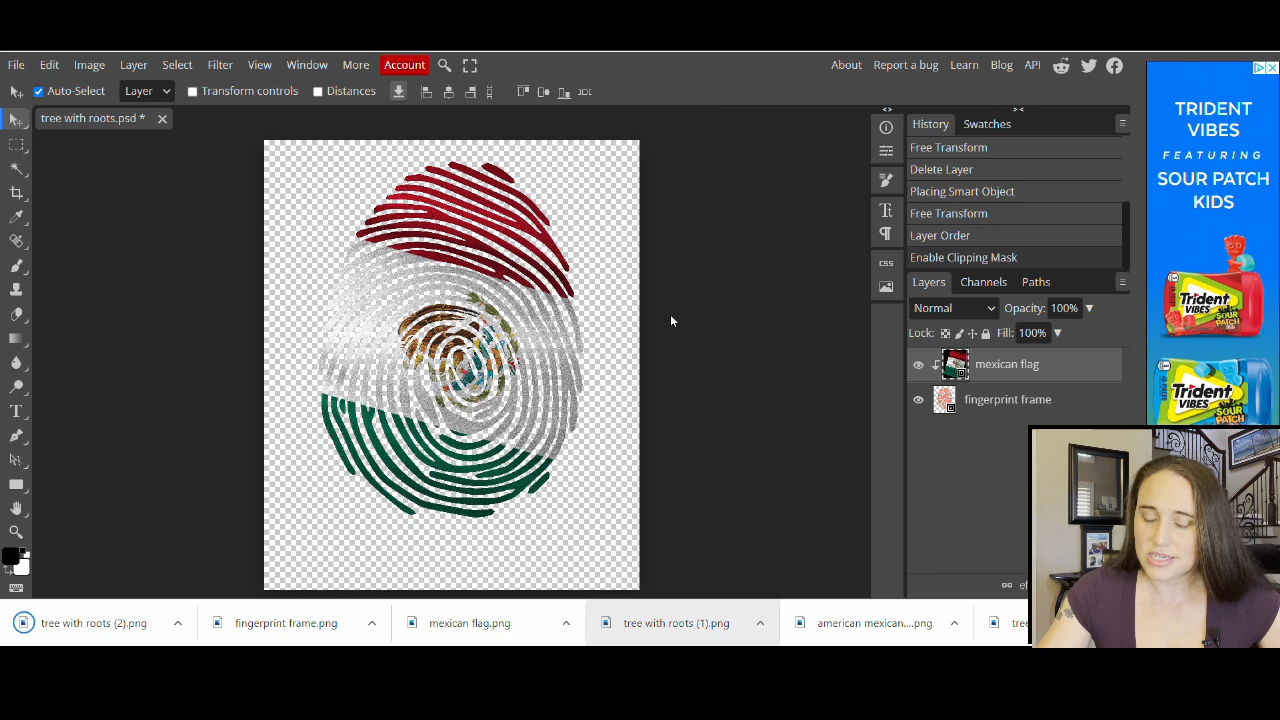 File Edit Image Layer Select Filter View Window More Account About Report a bug Learn Blog API
Auto-Select Layer Transform controls Distances
tree with roots.psd *
History Swatches
Free Transform
Delete Layer
Placing Smart Object
Free Transform
Layer Order
Enable Clipping Mask
Layers Channels Paths
Normal Opacity: 100%
Lock: Fill: 100%
mexican flag
fingerprint frame
CSS
TRIDENT
VIBES
FEATURING
SOUR PATCH
KIDS
Trident
VIBES
Trident
VIBES
tree with roots (2).png fingerprint frame.png mexican flag.png tree with roots (1).png american mexican....png tree